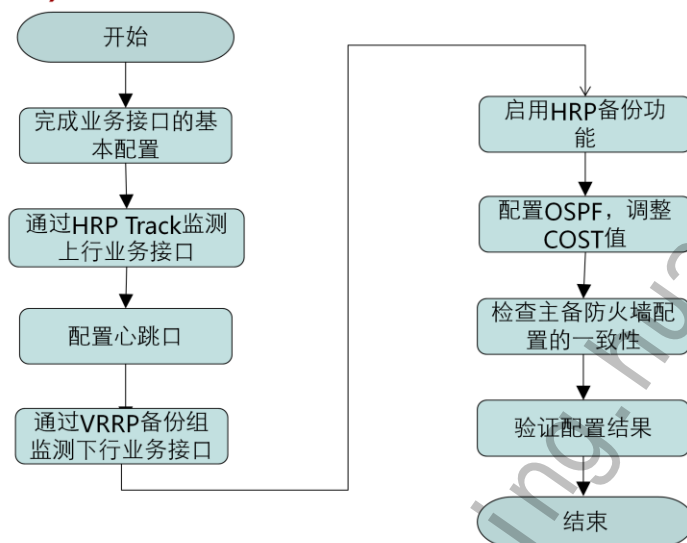 开始
完成业务接口的基
本配置
通过HRP Track监测
上行业务接口
配置心跳口
通过VRRP备份组
监测下行业务接口
启用HRP备份功
能
配置OSPF，调整
COST值
检查主备防火墙配
置的一致性
验证配置结果
结束
ing.hua